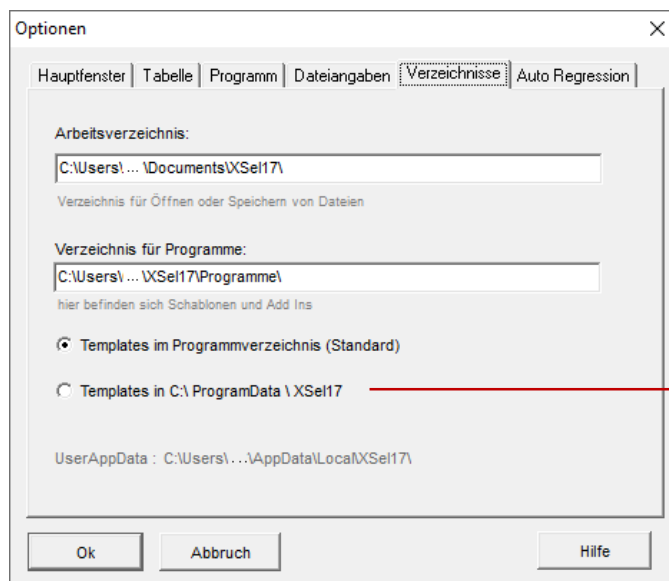 Optionen
Hauptfenster Tabelle Programm Dateiangaben Verzeichnisse Auto Regression
Arbeitsverzeichnis:
C:\Users\ ... \Documents\XSel17\
Verzeichnis für Öffnen oder Speichern von Dateien
Verzeichnis für Programme:
C:\Users\ ... \XSel17\Programme\
hier befinden sich Schablonen und Add Ins
Templates im Programmverzeichnis (Standard)
Templates in C:\ ProgramData \ XSel17
UserAppData : C:\Users\ ...\AppData\Local\XSel17\
Ok Abbruch Hilfe